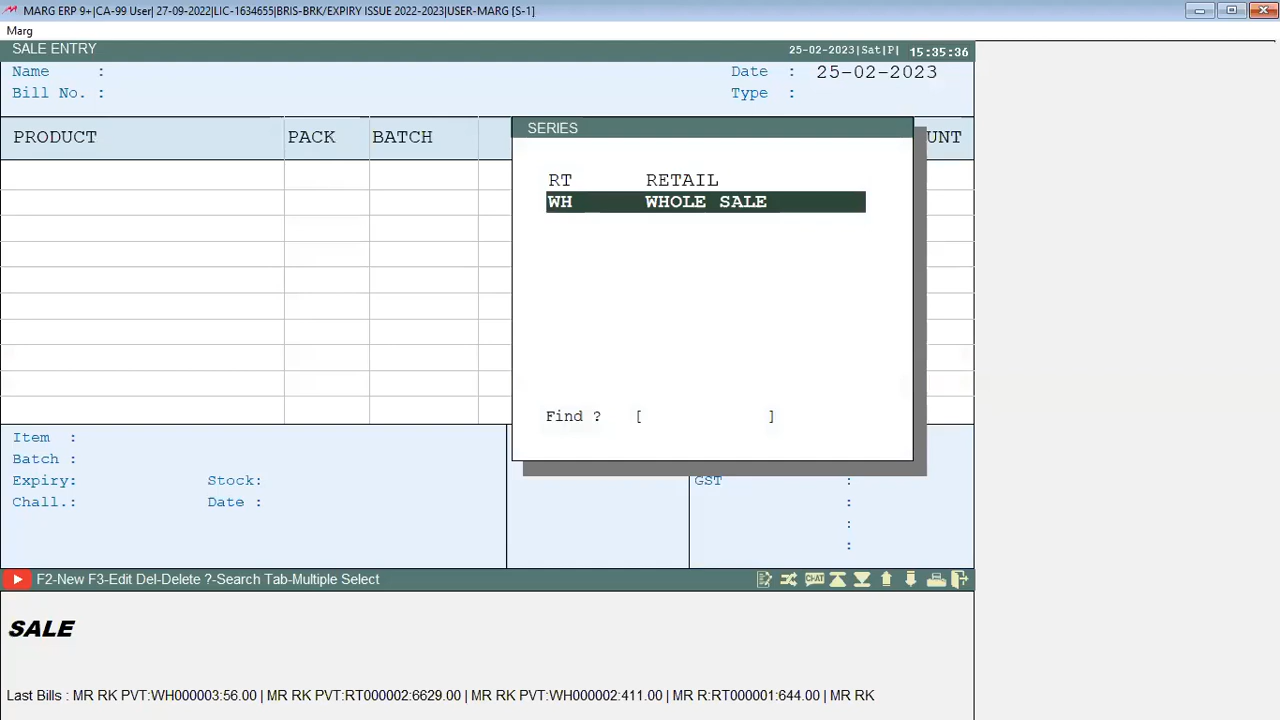 MARG ERP 9+|CA-99 User| 27-09-2022|LIC-1634655|BRIS-BRK/EXPIRY ISSUE 2022-2023|USER-MARG [S-1]
Marg
SALE ENTRY 25-02-2023|Sat|P| 15:35:36
Name : Date : 25-02-2023
Bill No. : Type :
PRODUCT PACK BATCH UNT
SERIES
RT RETAIL
WH WHOLE SALE
Find ? [ ]
Item :
Batch :
Expiry: Stock: GST :
Chall.: Date : :
:
:
F2-New F3-Edit Del-Delete ?-Search Tab-Multiple Select CHAT
SALE
Last Bills : MR RK PVT:WH000003:56.00 | MR RK PVT:RT000002:6629.00 | MR RK PVT:WH000002:411.00 | MR R:RT000001:644.00 | MR RK